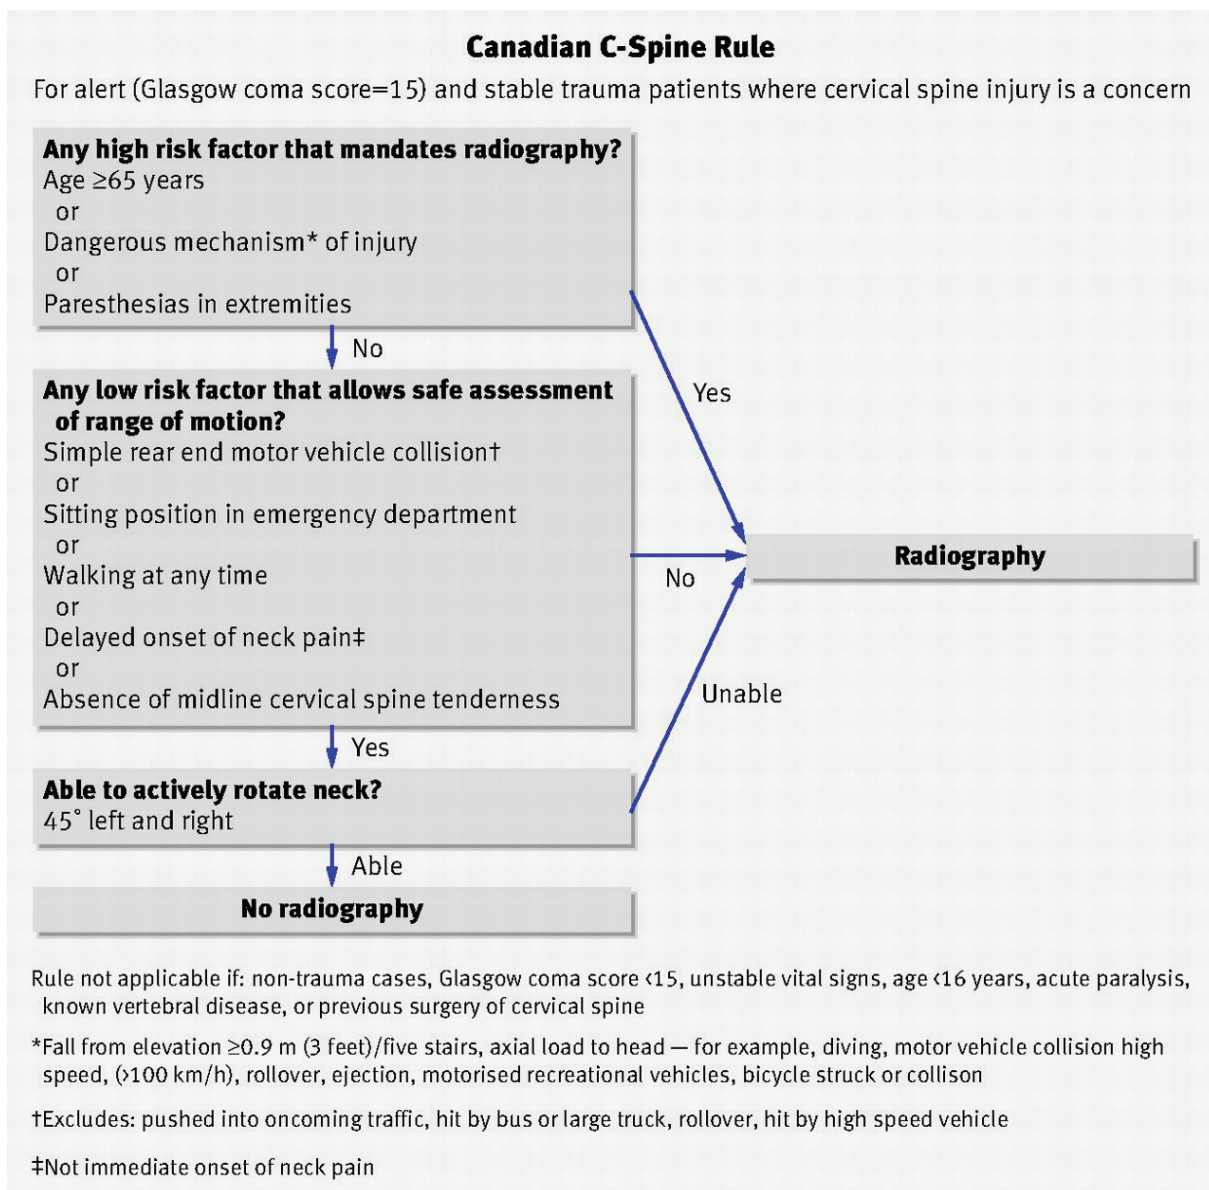 Canadian C-Spine Rule
For alert (Glasgow coma score=15) and stable trauma patients where cervical spine injury is a concern
Any high risk factor that mandates radiography?
Age ≥65 years
or
Dangerous mechanism* of injury
or
Paresthesias in extremities
No
Yes
Any low risk factor that allows safe assessment
of range of motion?
Simple rear end motor vehicle collision†
or
Sitting position in emergency department
or
Walking at any time
or
Delayed onset of neck pain‡
or
Absence of midline cervical spine tenderness
No
Radiography
Unable
Yes
Able to actively rotate neck?
45° left and right
Able
No radiography
Rule not applicable if: non-trauma cases, Glasgow coma score <15, unstable vital signs, age <16 years, acute paralysis,
known vertebral disease, or previous surgery of cervical spine
*Fall from elevation ≥0.9 m (3 feet)/five stairs, axial load to head — for example, diving, motor vehicle collision high
speed, (>100 km/h), rollover, ejection, motorised recreational vehicles, bicycle struck or collison
†Excludes: pushed into oncoming traffic, hit by bus or large truck, rollover, hit by high speed vehicle
‡Not immediate onset of neck pain